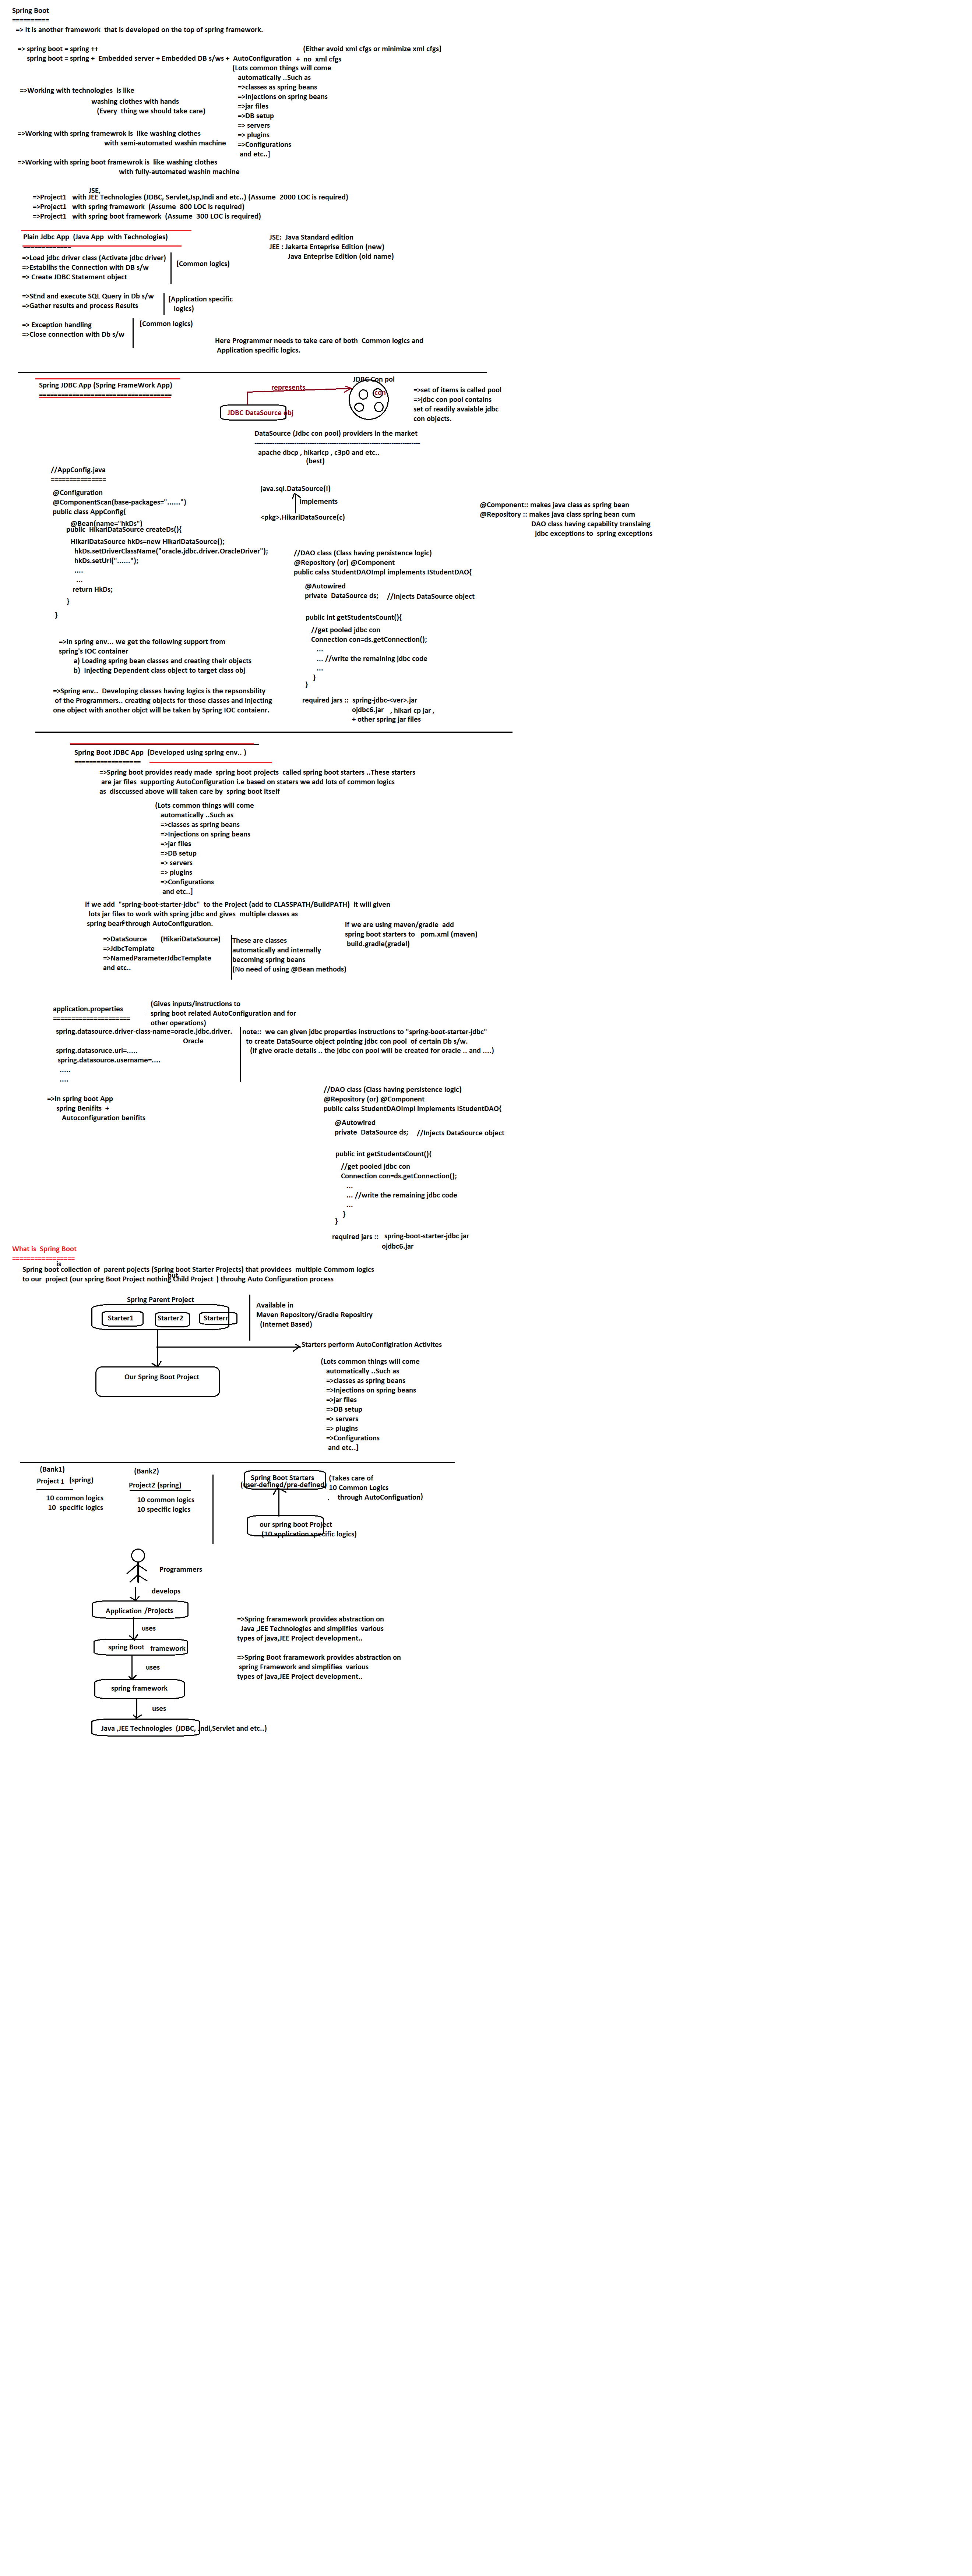 Spring Boot
==========
=> It is another framework  that is developed on the top of spring framework.
=> spring boot = spring ++
(Either avoid xml cfgs or minimize xml cfgs]
spring boot = spring +  Embedded server + Embedded DB s/ws +  AutoConfiguration  +  no  xml cfgs
(Lots common things will come
automatically ..Such as
=>classes as spring beans
=>Injections on spring beans
=>jar files
=>DB setup
=> servers
=> plugins
=>Configurations
and etc..]
=>Working with technologies  is like
washing clothes with hands
(Every  thing we should take care)
=>Working with spring framewrok is  like washing clothes
with semi-automated washin machine
=>Working with spring boot framewrok is  like washing clothes
with fully-automated washin machine
JSE,
=>Project1   with JEE Technologies (JDBC, Servlet,Jsp,Jndi and etc..) (Assume  2000 LOC is required)
=>Project1   with spring framework  (Assume  800 LOC is required)
=>Project1   with spring boot framework  (Assume  300 LOC is required)
Plain Jdbc App  (Java App  with Technologies)
=============
JSE:  Java Standard edition
JEE : Jakarta Enteprise Edition (new)
Java Enteprise Edition (old name)
=>Load jdbc driver class (Activate jdbc driver)
=>Establihs the Connection with DB s/w
=> Create JDBC Statement object
[Common logics)
=>SEnd and execute SQL Query in Db s/w
=>Gather results and process Results
[Application specific
logics)
=> Exception handling
=>Close connection with Db s/w
[Common logics)
Here Programmer needs to take care of both  Common logics and
Application specific logics.
Spring JDBC App (Spring FrameWork App)
====================================
represents
JDBC Con pol
con
JDBC DataSource obj
=>set of items is called pool
=>jdbc con pool contains
set of readily avaiable jdbc
con objects.
DataSource (Jdbc con pool) providers in the market
----------------------------------------------------------------------
apache dbcp , hikaricp , c3p0 and etc..
(best)
//AppConfig.java
===============
@Configuration
@ComponentScan(base-packages="......")
public class AppConfig{
@Bean(name="hkDs")
public  HikariDataSource createDs(){
HikarlDataSource hkDs=new HikarlDataSource();
hkDs.setDriverClassName("oracle.jdbc.driver.OracleDriver");
hkDs.setUrl("......");
....
...
return HkDs;
}
}
java.sql.DataSource(I)
implements
<pkg>.HikariDataSource(c)
@Component:: makes java class as spring bean
@Repository :: makes java class spring bean cum
DAO class having capability translaing
jdbc exceptions to  spring exceptions
//DAO class (Class having persistence logic)
@Repository (or) @Component
public calss StudentDAOImpl implements IStudentDAO{
@Autowired
private  DataSource ds;    //Injects DataSource object
public int getStudentsCount(){
//get pooled jdbc con
Connection con=ds.getConnection();
...
... //write the remaining jdbc code
...
}
}
required jars ::  spring-jdbc-<ver>.jar
ojdbc6.jar   , hikari cp jar ,
+ other spring jar files
=>In spring env... we get the following support from
spring's IOC container
a) Loading spring bean classes and creating their objects
b)  Injecting Dependent class object to target class obj
=>Spring env..  Developing classes having logics is the repsonsbility
of the Programmers.. creating objects for those classes and injecting
one object with another objct will be taken by Spring IOC contaienr.
Spring Boot JDBC App  (Developed using spring env.. )
==================
=>Spring boot provides ready made  spring boot projects  called spring boot starters ..These starters
are jar files  supporting AutoConfiguration i.e based on staters we add lots of common logics
as  disccussed above will taken care by  spring boot itself
(Lots common things will come
automatically ..Such as
=>classes as spring beans
=>Injections on spring beans
=>jar files
=>DB setup
=> servers
=> plugins
=>Configurations
and etc..]
if we add  "spring-boot-starter-jdbc"  to the Project (add to CLASSPATH/BuildPATH)  it will given
lots jar files to work with spring jdbc and gives  multiple classes as
spring bean through AutoConfiguration.
if we are using maven/gradle  add
spring boot starters to   pom.xml (maven)
build.gradle(gradel)
=>DataSource       (HikariDataSource)
=>JdbcTemplate
=>NamedParameterJdbcTemplate
and etc..
These are classes
automatically and internally
becoming spring beans
(No need of using @Bean methods)
application.properties
=====================
(Gives inputs/instructions to
spring boot related AutoConfiguration and for
other operations)
spring.datasource.driver-class-name=oracle.jdbc.driver.
Oracle
spring.datasoruce.url=.....
spring.datasource.username=....
.....
....
note::  we can given jdbc properties instructions to "spring-boot-starter-jdbc"
to create DataSource object pointing jdbc con pool  of certain Db s/w.
(if give oracle details .. the jdbc con pool will be created for oracle .. and ....)
=>In spring boot App
spring Benifits  +
Autoconfiguration benifits
//DAO class (Class having persistence logic)
@Repository (or) @Component
public calss StudentDAOImpl implements IStudentDAO{
@Autowired
private  DataSource ds;    //Injects DataSource object
public int getStudentsCount(){
//get pooled jdbc con
Connection con=ds.getConnection();
...
... //write the remaining jdbc code
...
}
}
required jars ::   spring-boot-starter-jdbc jar
ojdbc6.jar
What is  Spring Boot
=================
is
Spring boot collection of  parent pojects (Spring boot Starter Projects) that providees  multiple Commom logics
but
to our  project (our spring Boot Project nothing Child Project  ) throuhg Auto Configuration process
Spring Parent Project
Starter1
Starter2
Startern
Available in
Maven Repository/Gradle Repositiry
(Internet Based)
Starters perform AutoConfigiration Activites
Our Spring Boot Project
(Lots common things will come
automatically ..Such as
=>classes as spring beans
=>Injections on spring beans
=>jar files
=>DB setup
=> servers
=> plugins
=>Configurations
and etc..]
(Bank1)
Project 1   (spring)
10 common logics
10  specific logics
(Bank2)
Project2 (spring)
10 common logics
10 specific logics
Spring Boot Starters
(user-defined/pre-defined)
(Takes care of
10 Common Logics
through AutoConfiguation)
our spring boot Project
(10 application specific logics)
Programmers
develops
Application /Projects
uses
spring Boot   framework
uses
spring framework
uses
Java ,JEE Technologies  (JDBC, Jndi,Servlet and etc..)
=>Spring fraramework provides abstraction on
Java ,JEE Technologies and simplifies  various
types of java,JEE Project development..
=>Spring Boot fraramework provides abstraction on
spring Framework and simplifies  various
types of java,JEE Project development..